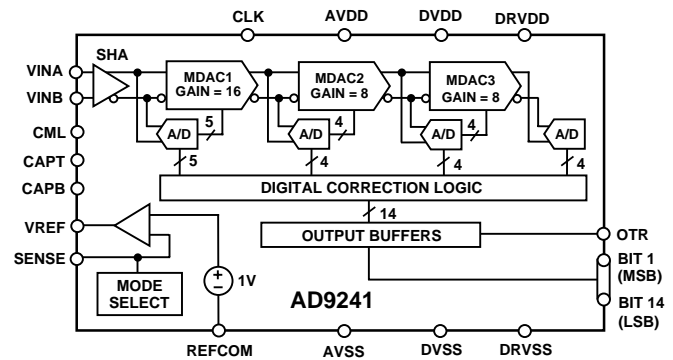 CLK AVDD DVDD DRVDD
SHA
VINA
VINB
MDAC1
GAIN = 16
MDAC2
GAIN = 8
MDAC3
GAIN = 8
5
4
4
A/D
A/D
A/D
A/D
CML
5
4
4
4
CAPT
CAPB
DIGITAL CORRECTION LOGIC
14
VREF
OUTPUT BUFFERS
OTR
SENSE
BIT 1
(MSB)
MODE
SELECT
+
–
1V
AD9241
BIT 14
(LSB)
REFCOM AVSS DVSS DRVSS